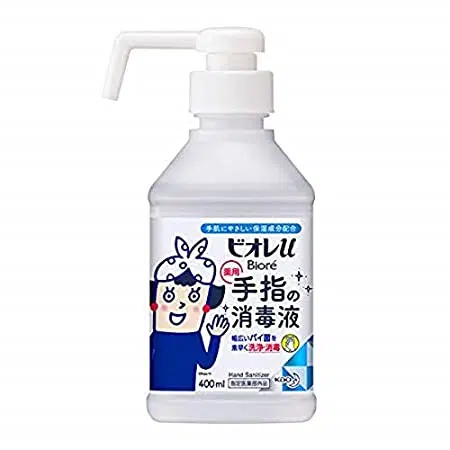 手肌にやさしい保湿成分配合
ビオレu
Bioré
薬用
手指の
消毒液
幅広いバイ菌を
素早く洗浄・消毒
Hand Sanitizer
400ml
指定医薬部外品
KAO